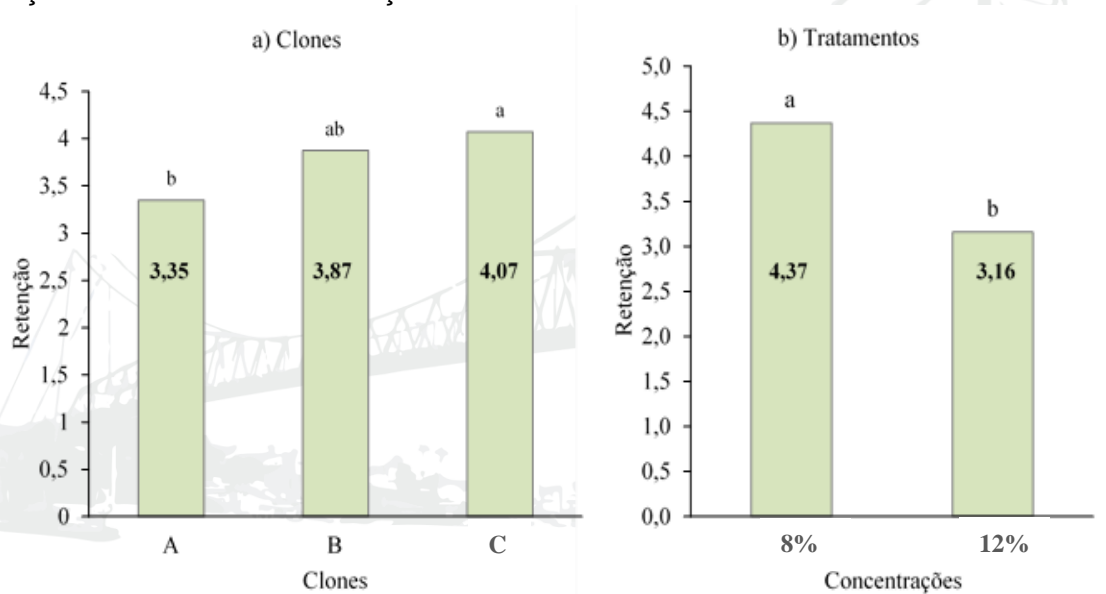 a) Clones
4,5
4
3,5
3
2,5
2
1,5
1
0,5
0
Retenção
b
ab
a
3,35
3,87
4,07
A B C
Clones
b) Tratamentos
5,0
4,5
4,0
3,5
3,0
2,5
2,0
1,5
1,0
0,5
0,0
Retenção
a
b
4,37
3,16
8% 12%
Concentrações